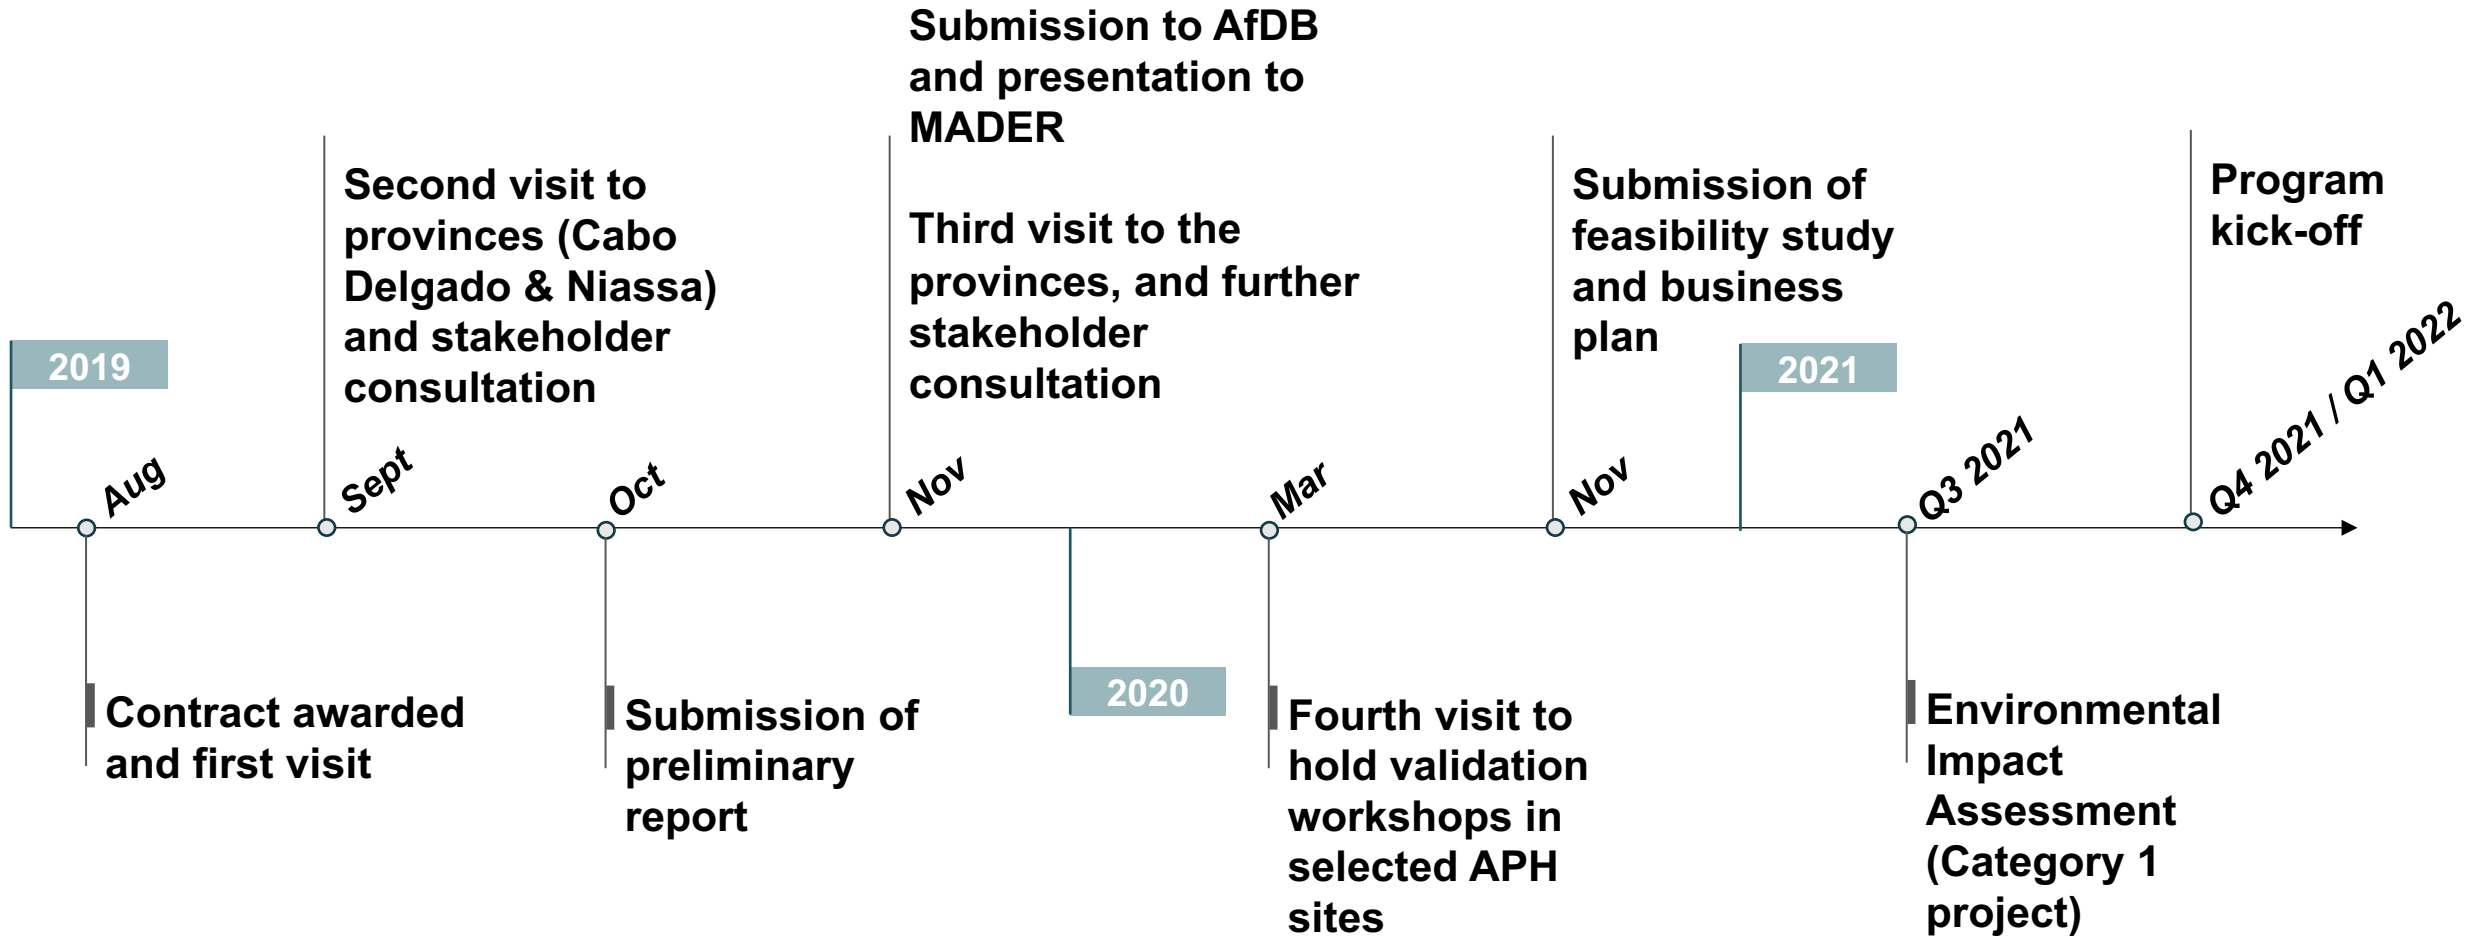 2019
Aug
Contract awarded
and first visit
Sept
Second visit to
provinces (Cabo
Delgado & Niassa)
and stakeholder
consultation
Oct
Submission of
preliminary
report
Nov
Submission to AfDB
and presentation to
MADER
Third visit to the
provinces, and further
stakeholder
consultation
2020
Mar
Fourth visit to
hold validation
workshops in
selected APH
sites
Nov
Submission of
feasibility study
and business
plan
2021
Q3 2021
Environmental
Impact
Assessment
(Category 1
project)
Q4 2021 / Q1 2022
Program
kick-off